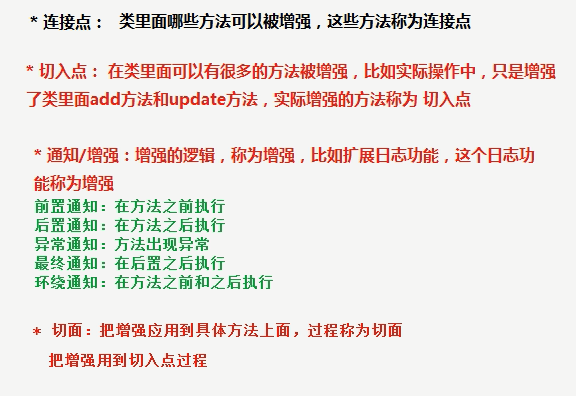 * 连接点： 类里面哪些方法可以被增强，这些方法称为连接点
* 切入点： 在类里面可以有很多的方法被增强，比如实际操作中，只是增强
了类里面add方法和update方法，实际增强的方法称为 切入点
* 通知/增强：增强的逻辑，称为增强，比如扩展日志功能，这个日志功
能称为增强
前置通知：在方法之前执行
后置通知：在方法之后执行
异常通知：方法出现异常
最终通知：在后置之后执行
环绕通知：在方法之前和之后执行
* 切面：把增强应用到具体方法上面，过程称为切面
把增强用到切入点过程